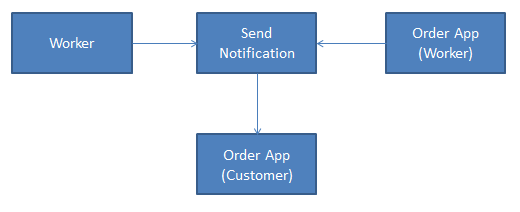 Worker
Send
Notification
Order App
(Worker)
Order App
(Customer)